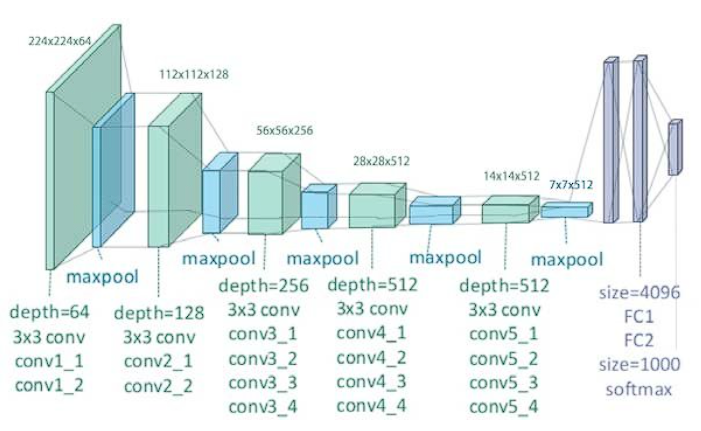 224x224x64
112x112x128
56x56x256
28x28x512
14x14x512
7x7x512
maxpool
maxpool
maxpool
maxpool
maxpool
depth=64
3x3 conv
conv1_1
conv1_2
depth=128
3x3 conv
conv2_1
conv2_2
depth=256
3x3 conv
conv3_1
conv3_2
conv3_3
conv3_4
depth=512
3x3 conv
conv4_1
conv4_2
conv4_3
conv4_4
depth=512
3x3 conv
conv5_1
conv5_2
conv5_3
conv5_4
size=4096
FC1
FC2
size=1000
softmax